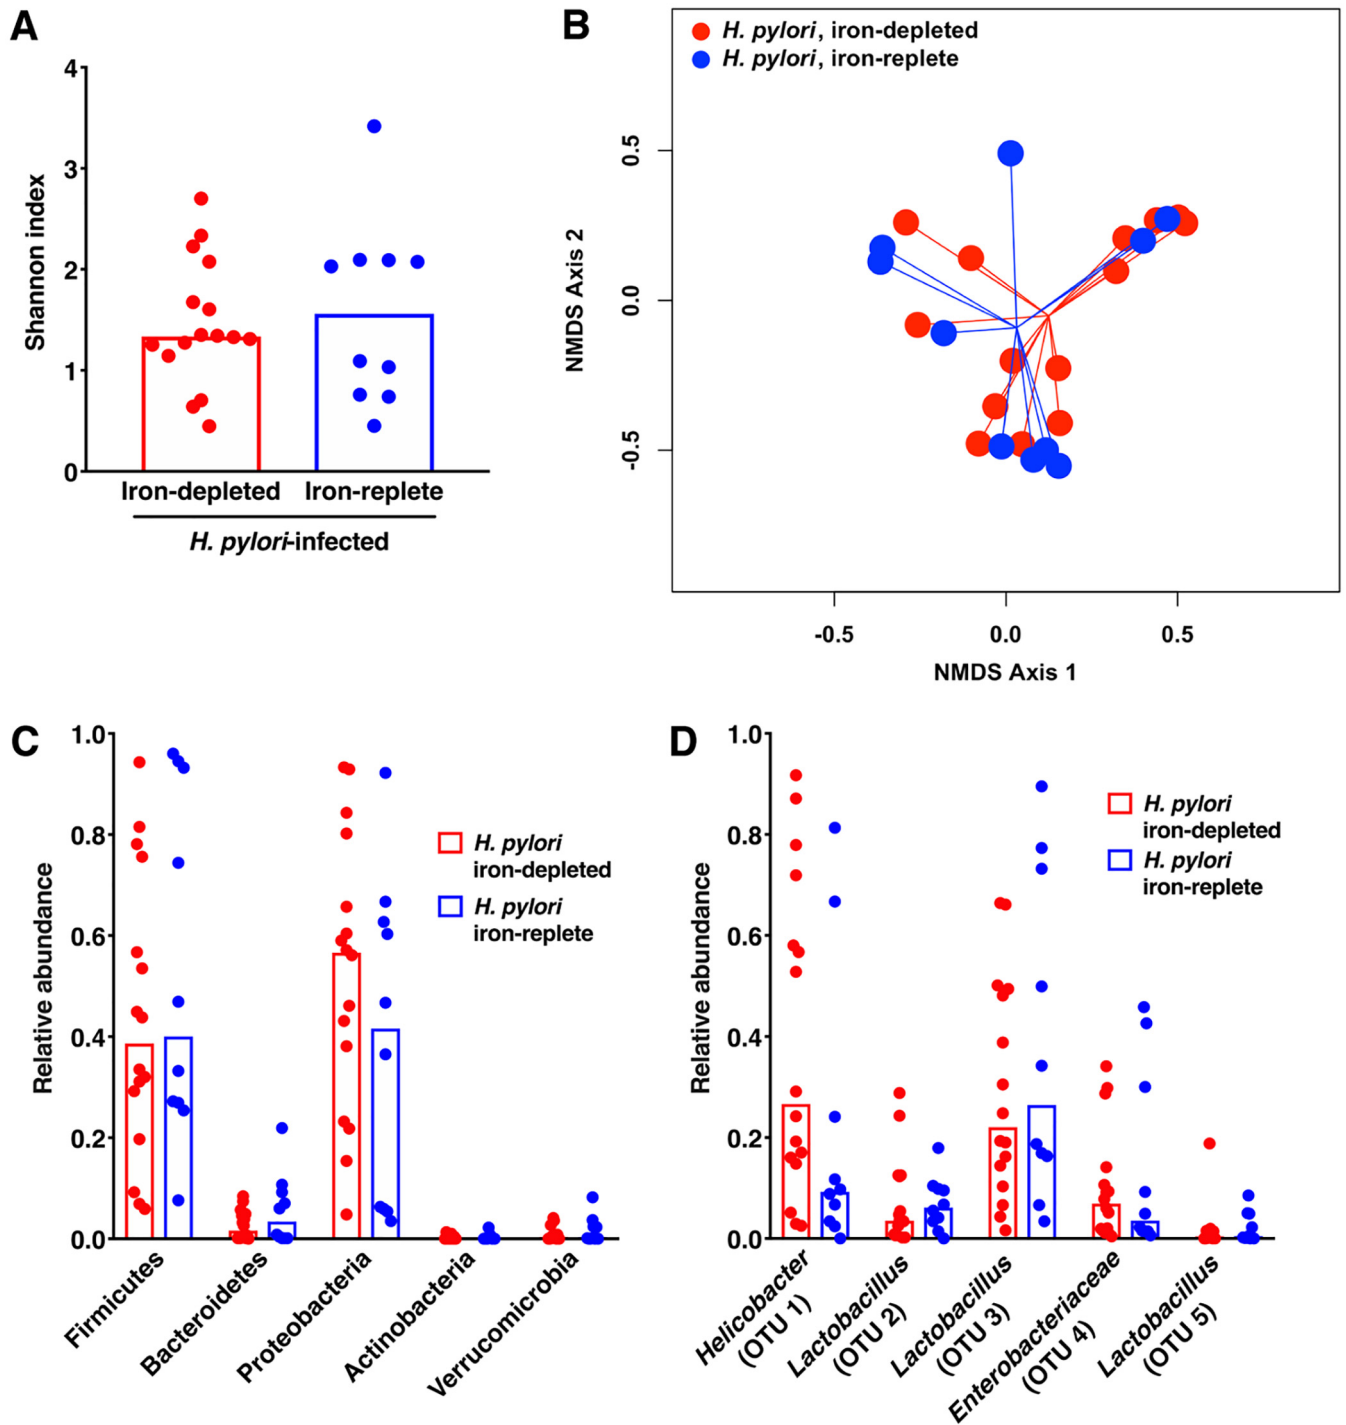 A
4
3
2
1
0
Shannon index
Iron-depleted Iron-replete
H. pylori-infected
B
H. pylori, iron-depleted
H. pylori, iron-replete
0.5
0.0
-0.5
NMDS Axis 2
-0.5 0.0 0.5
NMDS Axis 1
C
1.0
0.8
0.6
0.4
0.2
0.0
Relative abundance
H. pylori
iron-depleted
H. pylori
iron-replete
Firmicutes
Bacteroidetes
Proteobacteria
Actinobacteria
Verrucomicrobia
D
1.0
0.8
0.6
0.4
0.2
0.0
Relative abundance
H. pylori
iron-depleted
H. pylori
iron-replete
Helicobacter
(OTU 1)
Lactobacillus
(OTU 2)
Lactobacillus
(OTU 3)
Enterobacteriaceae
(OTU 4)
Lactobacillus
(OTU 5)